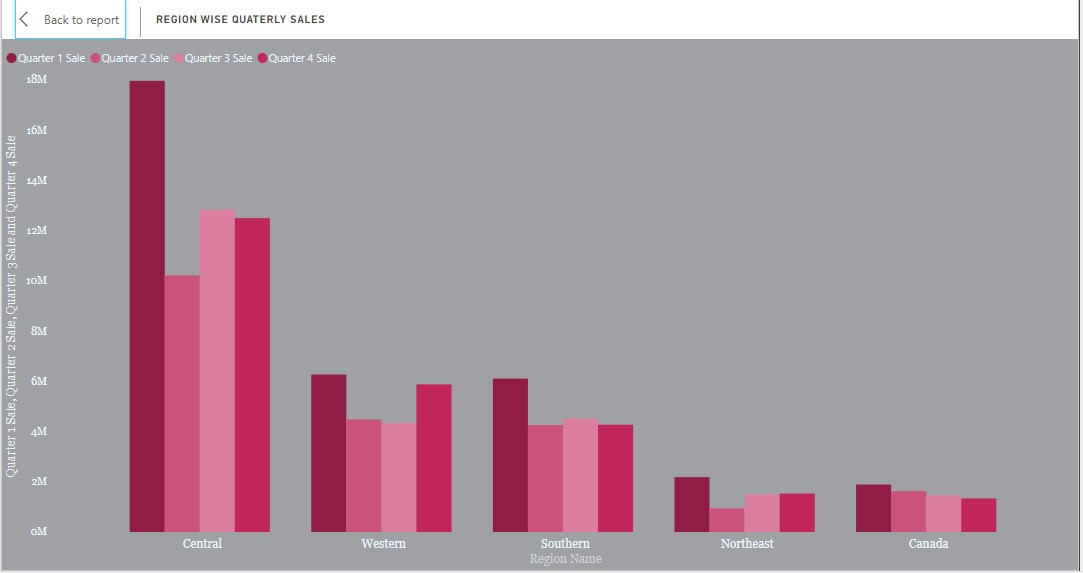 Back to report
REGION WISE QUATERLY SALES
Quarter 1 Sale Quarter 2 Sale Quarter 3 Sale Quarter 4 Sale
Quarter 1 Sale, Quarter 2 Sale, Quarter 3 Sale and Quarter 4 Sale
18M
16M
14M
12M
10M
8M
6M
4M
2M
0M
Central Western Southern Northeast Canada
Region Name